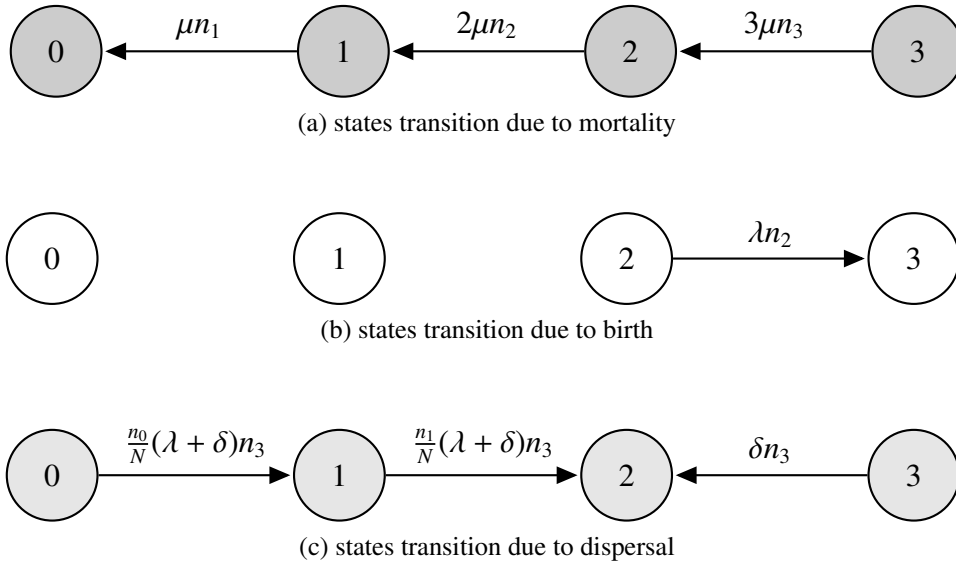 μn₁ 2μn₂ 3μn₃
0 1 2 3
(a) states transition due to mortality
λn₂
0 1 2 3
(b) states transition due to birth
n₀/N (λ + δ)n₃ n₁/N (λ + δ)n₃ δn₃
0 1 2 3
(c) states transition due to dispersal